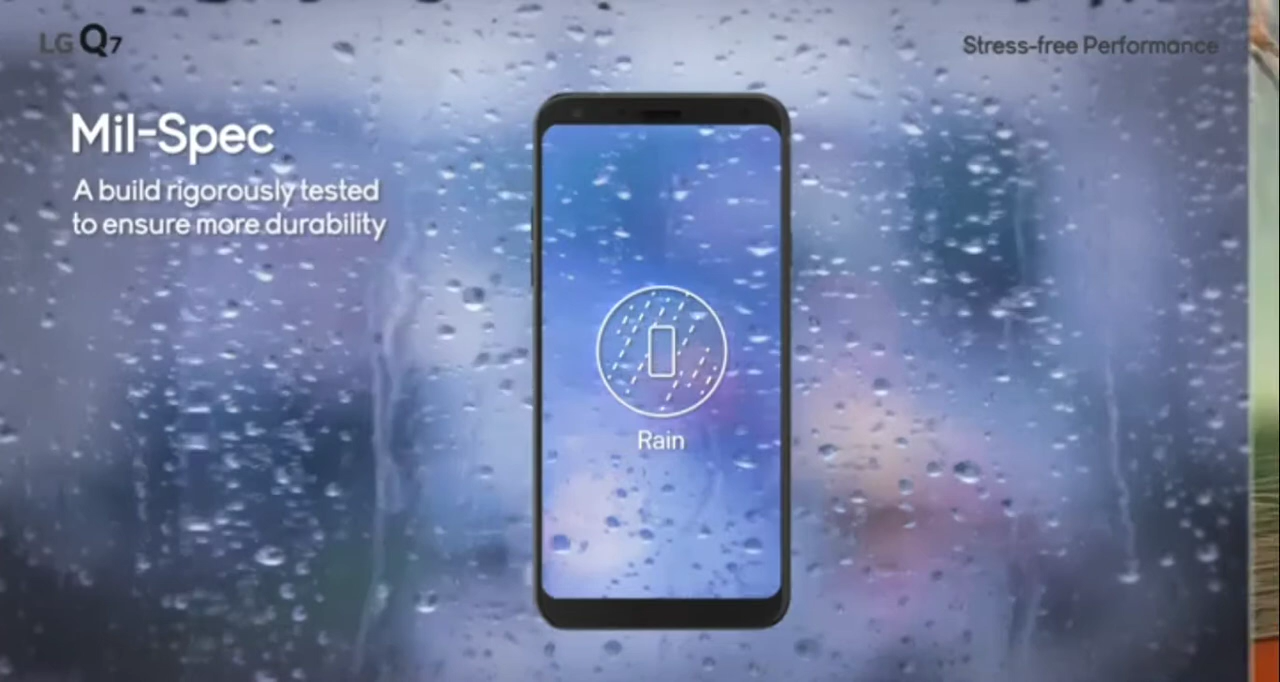 LG Q7
Stress-free Performance
Mil-Spec
A build rigorously tested
to ensure more durability
Rain